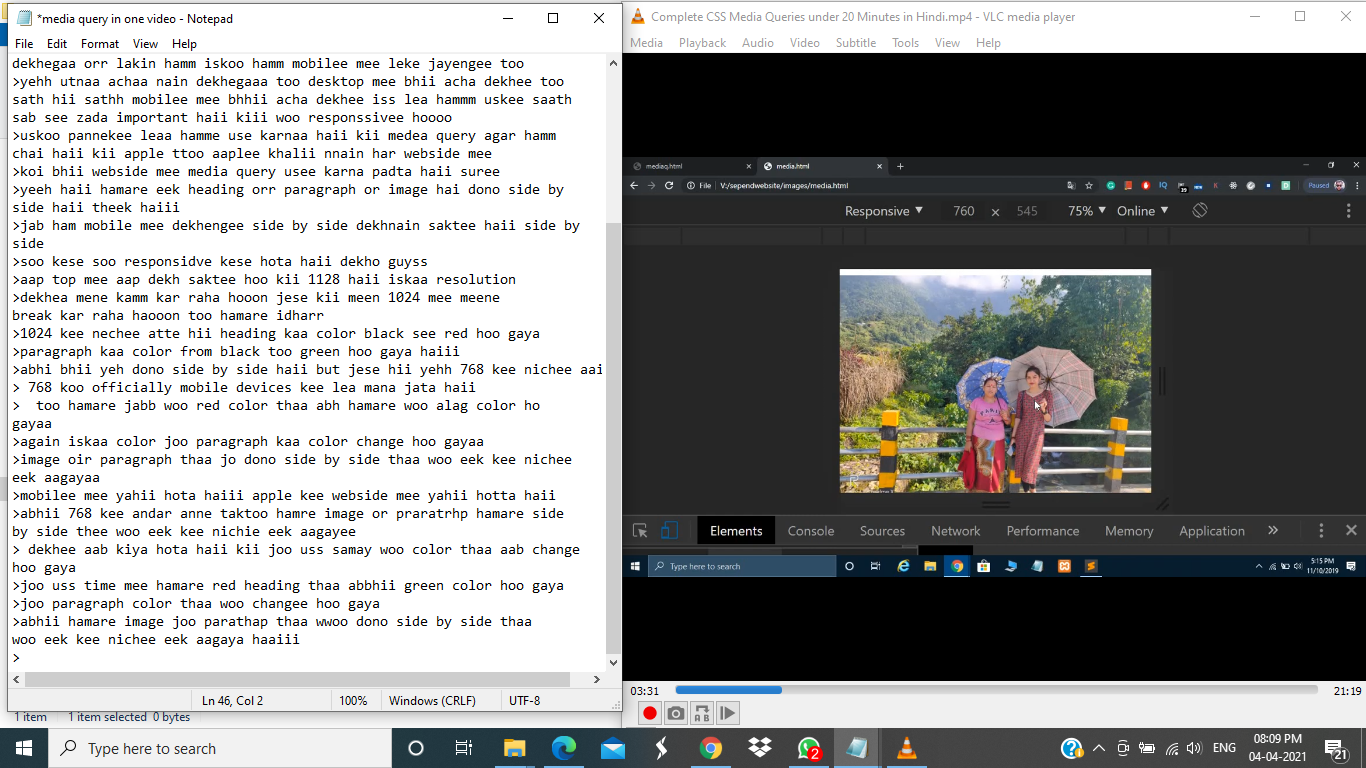 *media query in one video - Notepad
File Edit Format View Help
dekhegaa orr lakin hamm iskoo hamm mobilee mee leke jayengee too
>yehh utnaa achaa nain dekhegaaa too desktop mee bhii acha dekhee too
sath hii sathh mobilee mee bhhii acha dekhee iss lea hammm uskee saath
sab see zada important haii kiii woo responssivee hoooo
>uskoo pannekee leaa hamme use karnaa haii kii medea query agar hamm
chai haii kii apple ttoo aaplee khalii nnain har webside mee
>koi bhii webside mee media query usee karna padta haii suree
>yeeh haii hamare eek heading orr paragraph or image hai dono side by
side haii theek haiii
>jab ham mobile mee dekhengee side by side dekhnain saktee haii side by
side
>soo kese soo responsidve kese hota haii dekho guyss
>aap top mee aap dekh saktee hoo kii 1128 haii iskaa resolution
>dekhea mene kamm kar raha hooon jese kii meen 1024 mee meene
break kar raha haooon too hamare idharr
>1024 kee nechee atte hii heading kaa color black see red hoo gaya
>paragraph kaa color from black too green hoo gaya haiii
>abhi bhii yeh dono side by side haii but jese hii yehh 768 kee nichee aai
> 768 koo officially mobile devices kee lea mana jata haii
>  too hamare jabb woo red color thaa abh hamare woo alag color ho
gayaa
>again iskaa color joo paragraph kaa color change hoo gayaa
>image oir paragraph thaa jo dono side by side thaa woo eek kee nichee
eek aagayaa
>mobilee mee yahii hota haiii apple kee webside mee yahii hotta haii
>abhii 768 kee andar anne taktoo hamre image or praratrhp hamare side
by side thee woo eek kee nichie eek aagayee
> dekhee aab kiya hota haii kii joo uss samay woo color thaa aab change
hoo gaya
>joo uss time mee hamare red heading thaa abbhii green color hoo gaya
>joo paragraph color thaa woo changee hoo gaya
>abhii hamare image joo parathap thaa wwoo dono side by side thaa
woo eek kee nichee eek aagaya haaiii
>
Ln 46, Col 2 100% Windows (CRLF) UTF-8
1 item 1 item selected 0 bytes
Complete CSS Media Queries under 20 Minutes in Hindi.mp4 - VLC media player
Media Playback Audio Video Subtitle Tools View Help
mediaq.html media.html
File V:/sependwebsite/images/media.html Paused
Responsive 760 x 545 75% Online
Elements Console Sources Network Performance Memory Application
Type here to search 5:15 PM
11/10/2019
03:31 21:19
Type here to search 2 ENG 08:09 PM
04-04-2021 21